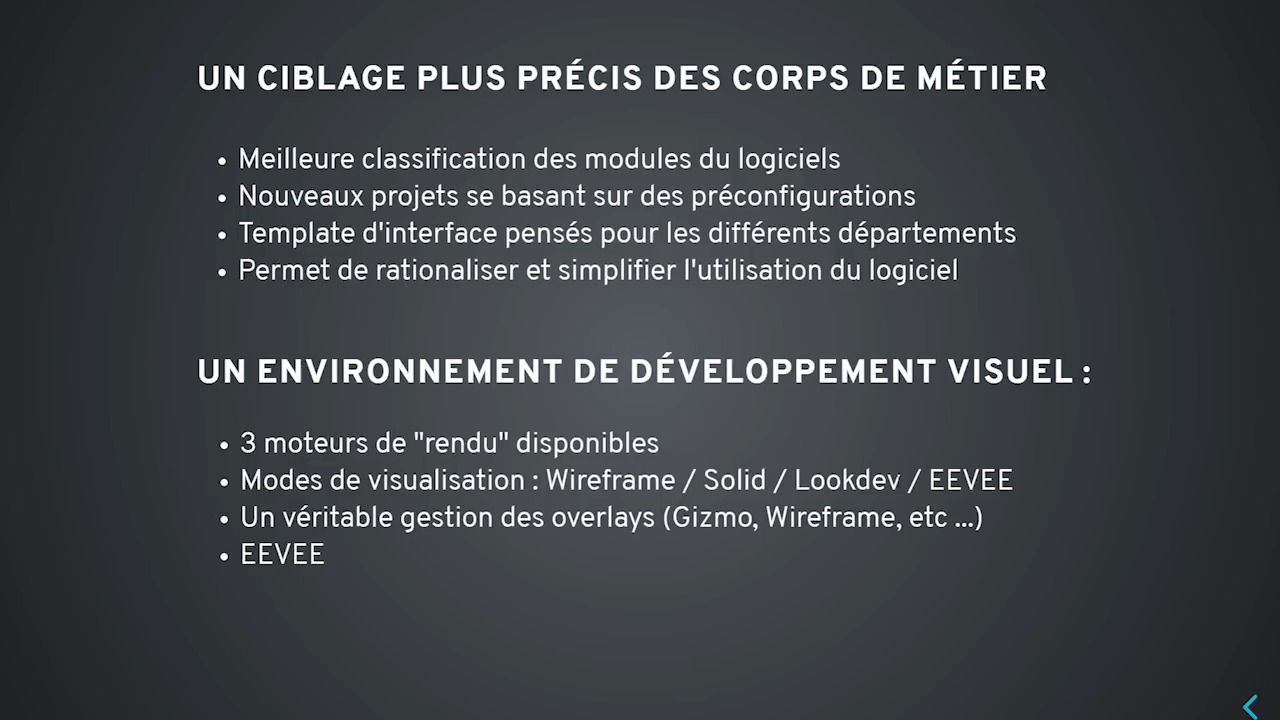 UN CIBLAGE PLUS PRÉCIS DES CORPS DE MÉTIER
• Meilleure classification des modules du logiciels
• Nouveaux projets se basant sur des préconfigurations
• Template d'interface pensés pour les différents départements
• Permet de rationaliser et simplifier l'utilisation du logiciel
UN ENVIRONNEMENT DE DÉVELOPPEMENT VISUEL :
• 3 moteurs de "rendu" disponibles
• Modes de visualisation : Wireframe / Solid / Lookdev / EEVEE
• Un véritable gestion des overlays (Gizmo, Wireframe, etc ...)
• EEVEE